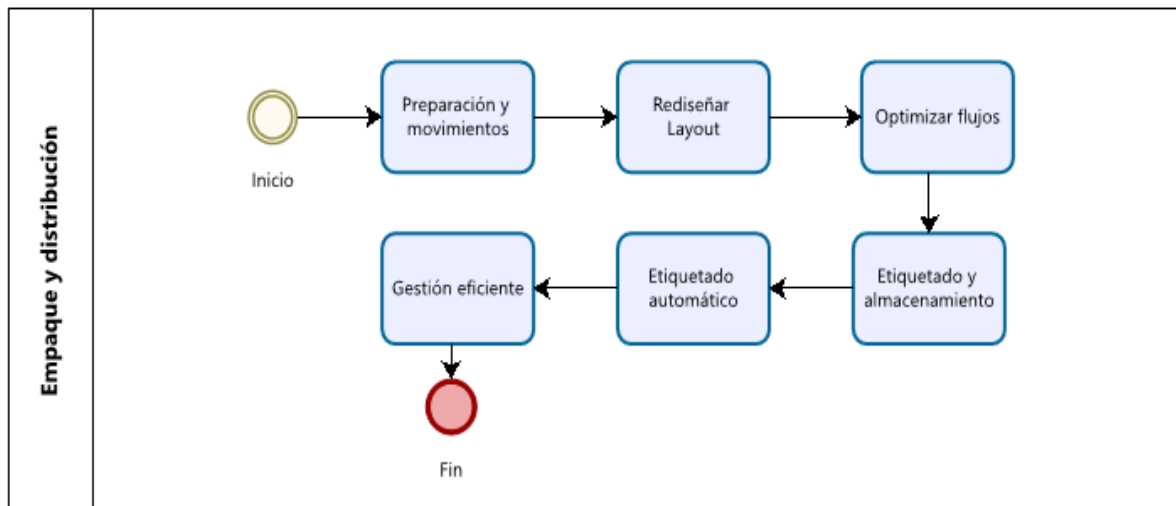 Empaque y distribución
Inicio
Preparación y
movimientos
Rediseñar
Layout
Optimizar flujos
Etiquetado y
almacenamiento
Etiquetado
automático
Gestión eficiente
Fin